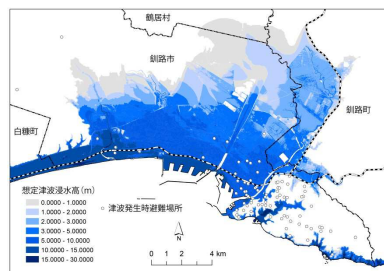 鶴居村
釧路市
釧路町
白糠町
想定津波浸水高(m)
0.0000 - 1.0000
1.0000 - 2.0000
2.0000 - 3.0000
3.0000 - 5.0000
5.0000 - 10.0000
10.0000 - 15.0000
15.0000 - 30.0000
津波発生時避難場所
N
0 2 4 km